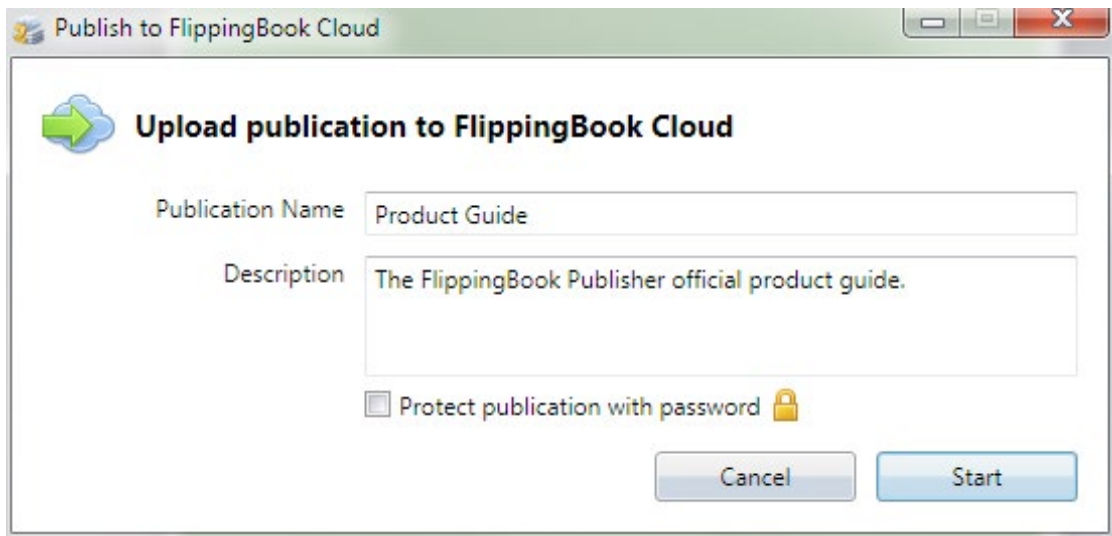 Publish to FlippingBook Cloud
Upload publication to FlippingBook Cloud
Publication Name
Product Guide
Description
The FlippingBook Publisher official product guide.
Protect publication with password
Cancel
Start